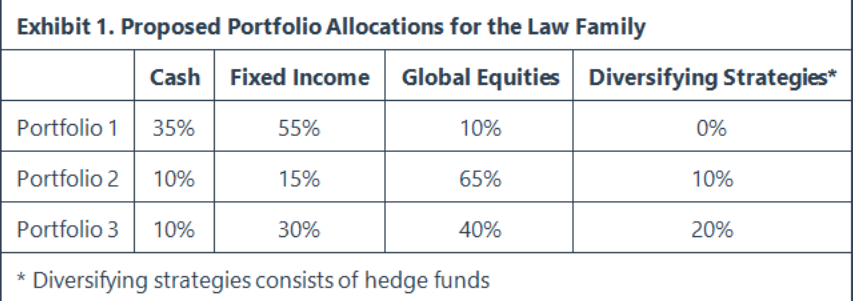 Exhibit 1. Proposed Portfolio Allocations for the Law Family
Cash Fixed Income Global Equities Diversifying Strategies*
Portfolio 1 35% 55% 10% 0%
Portfolio 2 10% 15% 65% 10%
Portfolio 3 10% 30% 40% 20%
* Diversifying strategies consists of hedge funds